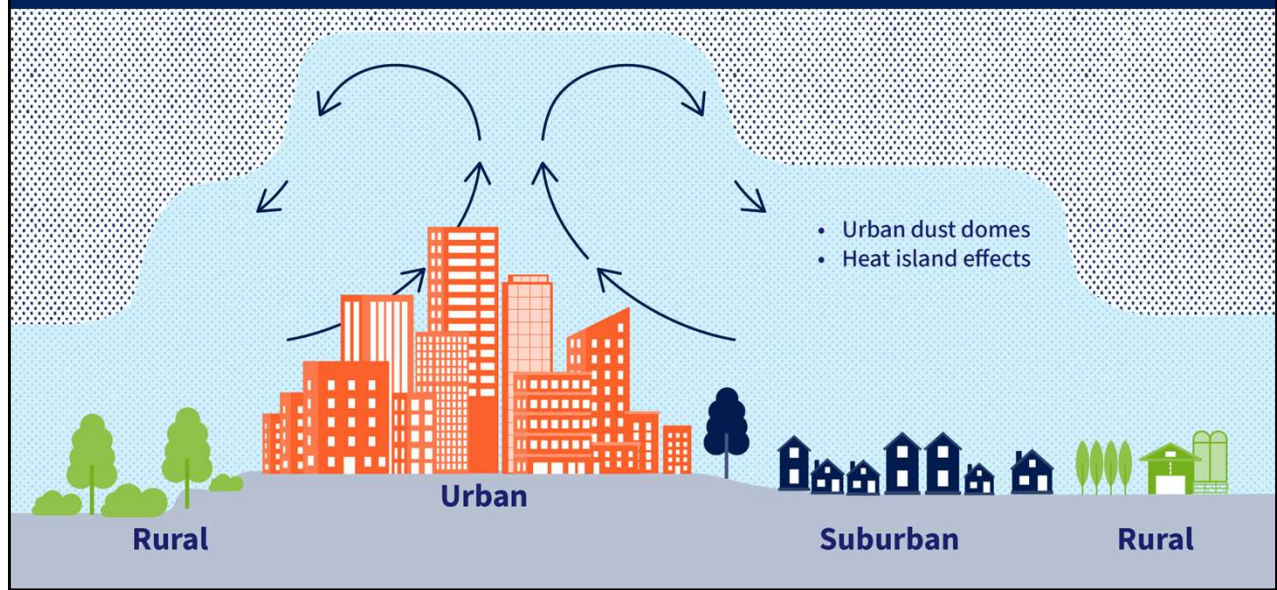 • Urban dust domes
• Heat island effects
Urban
Rural
Suburban
Rural